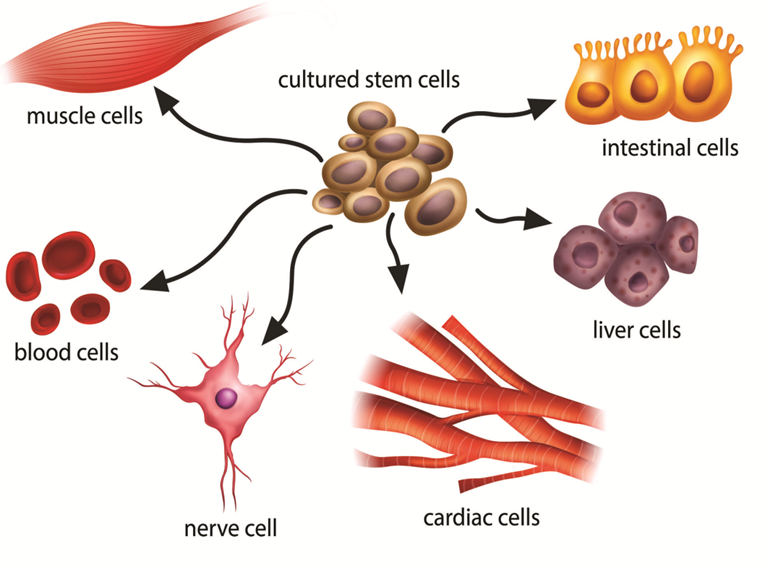 cultured stem cells
muscle cells
intestinal cells
blood cells
liver cells
nerve cell
cardiac cells